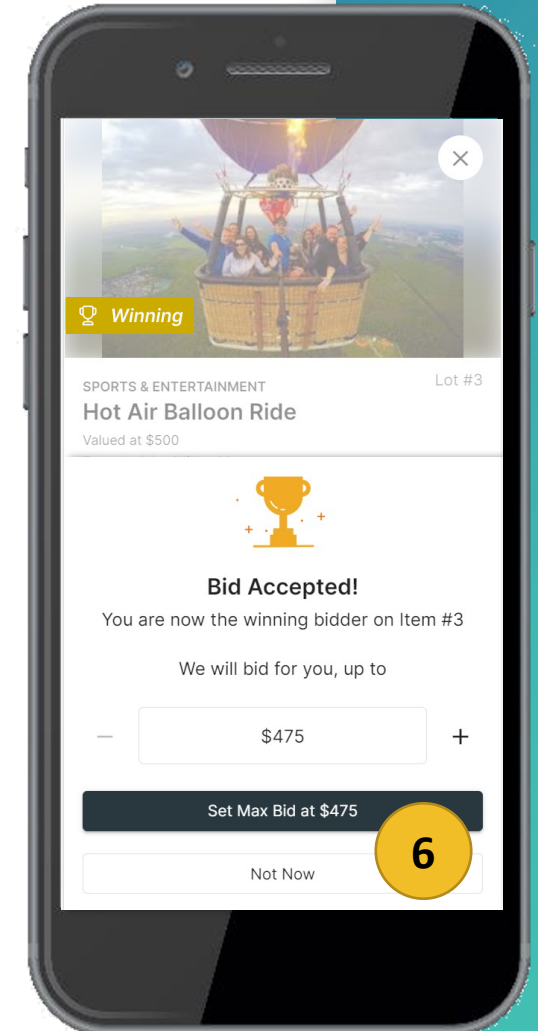 Winning
SPORTS & ENTERTAINMENT
Lot #3
Hot Air Balloon Ride
Valued at $500
Bid Accepted!
You are now the winning bidder on Item #3
We will bid for you, up to
− $475 +
Set Max Bid at $475
6
Not Now